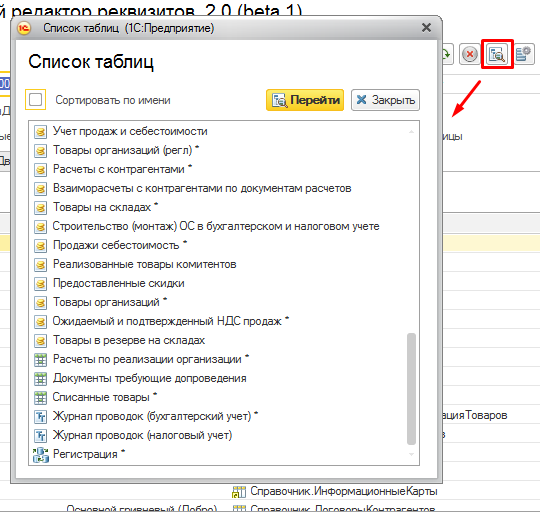 й редактор реквизитов 2.0 (beta 1)
Список таблиц (1С:Предприятие)
Список таблиц
Сортировать по имени
Перейти
Закрыть
Учет продаж и себестоимости
Товары организаций (регл) *
Расчеты с контрагентами *
Взаиморасчеты с контрагентами по документам расчетов
Товары на складах *
Строительство (монтаж) ОС в бухгалтерском и налоговом учете
Продажи себестоимость *
Реализованные товары комитентов
Предоставленные скидки
Товары организаций *
Ожидаемый и подтвержденный НДС продаж *
Товары в резерве на складах
Расчеты по реализации организации *
Документы требующие допроведения
Списанные товары *
Журнал проводок (бухгалтерский учет) *
Журнал проводок (налоговый учет)
Регистрация *
ицы
ацияТоваров
Справочник.ИнформационныеКарты
Основной гривневый (Добро)
Справочник.ДоговорыКонтрагентов